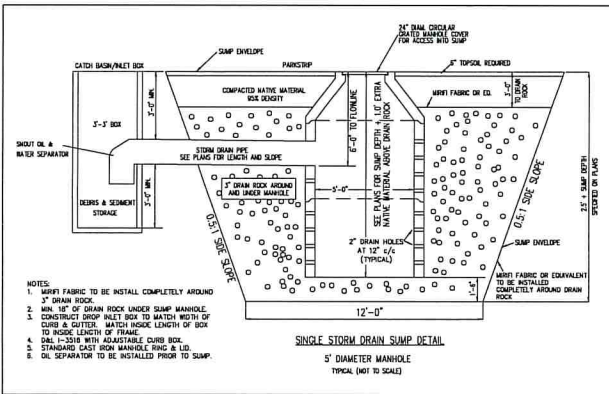 24" DIAM. CIRCULAR
GRATED MANHOLE COVER
FOR ACCESS INTO SUMP
SUMP ENVELOPE
CATCH BASIN/INLET BOX
PARKSTRIP
6" TOPSOIL REQUIRED
COMPACTED NATIVE MATERIAL
95% DENSITY
3'-0" MIN.
6'-0" TO FLOWLINE
3'-0"
TO DRAIN
ROCK
MIRIFI FABRIC OR EQ.
3'-3' BOX
SNOUT OIL &
WATER SEPARATOR
STORM DRAIN PIPE
SEE PLANS FOR LENGTH AND SLOPE
SEE PLANS FOR SUMP DEPTH + 1.0' EXTRA
NATIVE MATERIAL ABOVE DRAIN ROCK
3" DRAIN ROCK AROUND
AND UNDER MANHOLE
5'-0"
3'-0" MIN.
DEBRIS & SEDIMENT
STORAGE
0.5:1 SIDE SLOPE
0.5:1 SIDE SLOPE
2.5' + SUMP DEPTH
SPECIFIED ON PLANS
2" DRAIN HOLES
AT 12" c/c
(TYPICAL)
SUMP ENVELOPE
MIRIFI FABRIC OR EQUIVALENT
TO BE INSTALLED
COMPLETELY AROUND DRAIN
ROCK
1'-6"
12'-0"
NOTES:
1. MIRIFI FABRIC TO BE INSTALL COMPLETELY AROUND
3" DRAIN ROCK.
2. MIN. 18" OF DRAIN ROCK UNDER SUMP MANHOLE.
3. CONSTRUCT DROP INLET BOX TO MATCH WIDTH OF
CURB & GUTTER. MATCH INSIDE LENGTH OF BOX
TO INSIDE LENGTH OF FRAME.
4. D&L I-3518 WITH ADJUSTABLE CURB BOX.
5. STANDARD CAST IRON MANHOLE RING & LID.
6. OIL SEPARATOR TO BE INSTALLED PRIOR TO SUMP.
SINGLE STORM DRAIN SUMP DETAIL
5' DIAMETER MANHOLE
TYPICAL (NOT TO SCALE)